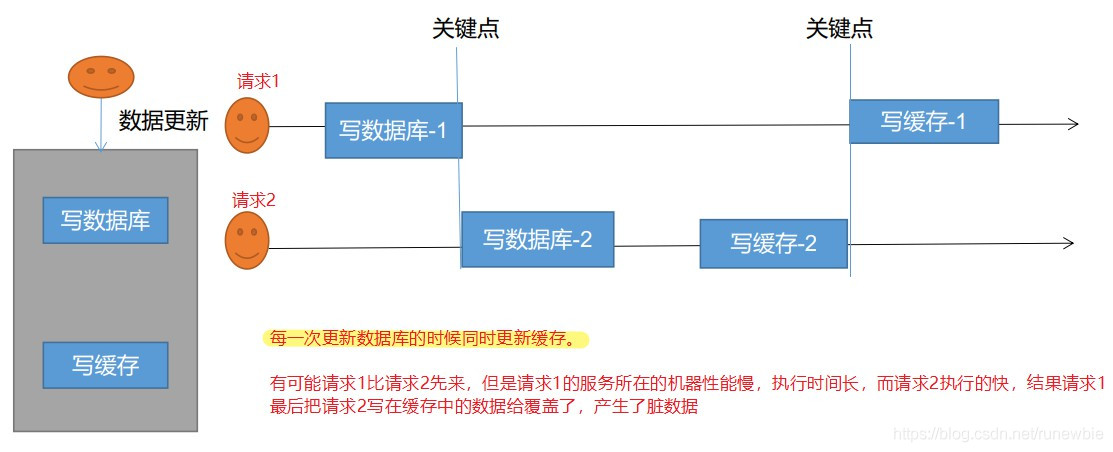 关键点
关键点
请求1
数据更新
写数据库-1
写缓存-1
请求2
写数据库
写数据库-2
写缓存-2
每一次更新数据库的时候同时更新缓存。
写缓存
有可能请求1比请求2先来，但是请求1的服务所在的机器性能慢，执行时间长，而请求2执行的快，结果请求1
最后把请求2写在缓存中的数据给覆盖了，产生了脏数据
https://blog.csdn.net/runewbie